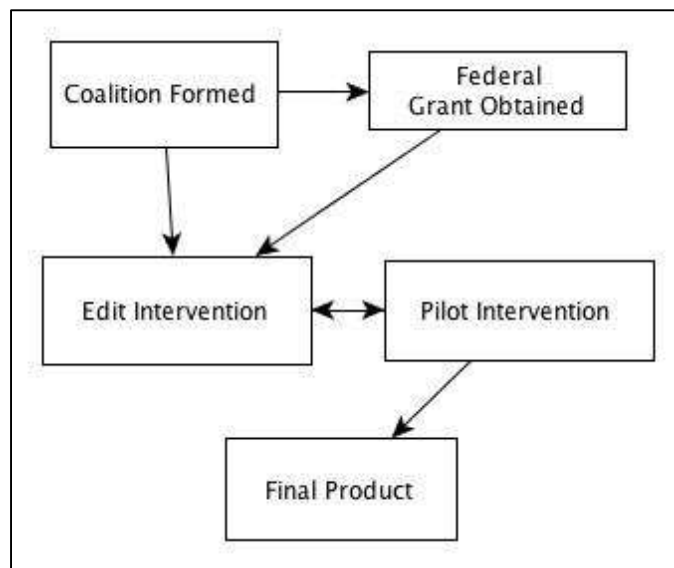 Coalition Formed
Federal
Grant Obtained
Edit Intervention
Pilot Intervention
Final Product